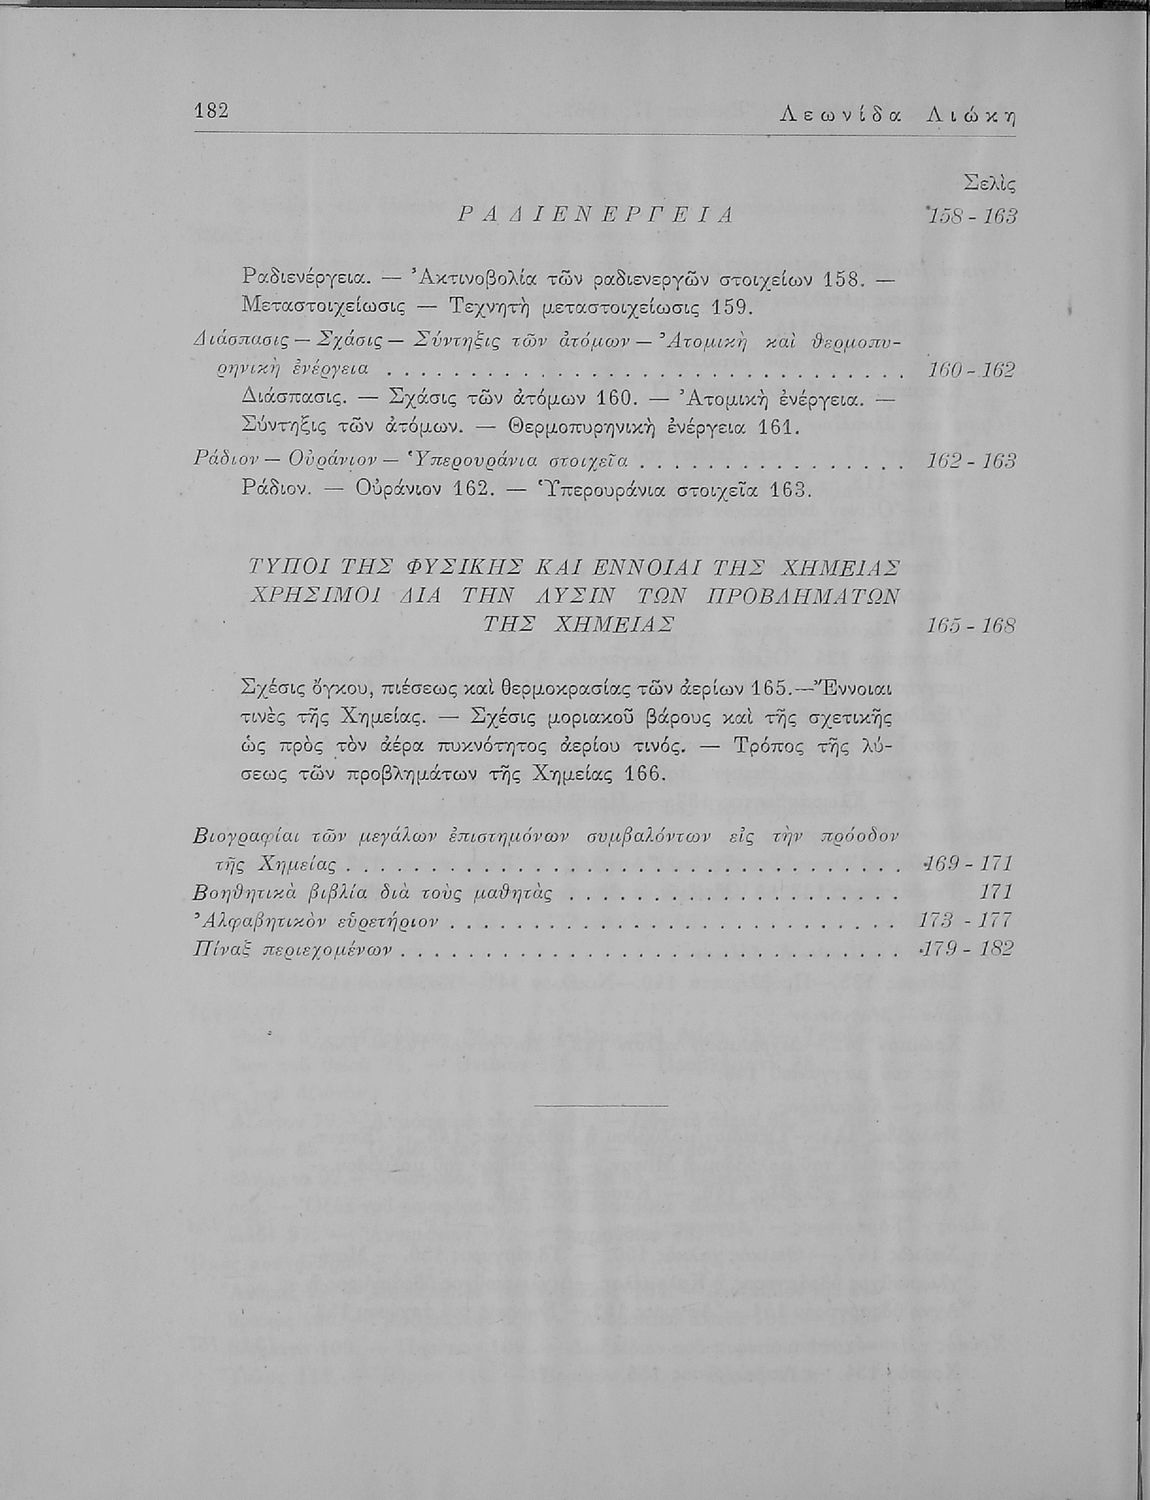 182 Λεωνίδα Λιώκη
Σελὶς
ΡΑΔΙΕΝΕΡΓΕΙΑ 158 - 163
Ραδιενέργεια. — Ἀκτινοβολία τῶν ραδιενεργῶν στοιχείων 158. —
Μεταστοιχείωσις — Τεχνητὴ μεταστοιχείωσις 159.
Διάσπασις — Σχάσις — Σύντηξις τῶν ἀτόμων — Ἀτομικὴ καὶ θερμοπυ-
ρηνικὴ ἐνέργεια . . . . . . . . . . . . . . . . . . . . . . . . . . . . . . 160 - 162
Διάσπασις. — Σχάσις τῶν ἀτόμων 160. — Ἀτομικὴ ἐνέργεια. —
Σύντηξις τῶν ἀτόμων. — Θερμοπυρηνικὴ ἐνέργεια 161.
Ράδιον — Οὐράνιον — Ὑπερουράνια στοιχεῖα . . . . . . . . . . . . . . . . 162 - 163
Ράδιον. — Οὐράνιον 162. — Ὑπερουράνια στοιχεῖα 163.
ΤΥΠΟΙ ΤΗΣ ΦΥΣΙΚΗΣ ΚΑΙ ΕΝΝΟΙΑΙ ΤΗΣ ΧΗΜΕΙΑΣ
ΧΡΗΣΙΜΟΙ ΔΙΑ ΤΗΝ ΛΥΣΙΝ ΤΩΝ ΠΡΟΒΛΗΜΑΤΩΝ
ΤΗΣ ΧΗΜΕΙΑΣ 165 - 168
Σχέσις ὄγκου, πιέσεως καὶ θερμοκρασίας τῶν ἀερίων 165.—Ἔννοιαι
τινὲς τῆς Χημείας. — Σχέσις μοριακοῦ βάρους καὶ τῆς σχετικῆς
ὡς πρὸς τὸν ἀέρα πυκνότητος ἀερίου τινός. — Τρόπος τῆς λύ-
σεως τῶν προβλημάτων τῆς Χημείας 166.
Βιογραφίαι τῶν μεγάλων ἐπιστημόνων συμβαλόντων εἰς τὴν πρόοδον
τῆς Χημείας . . . . . . . . . . . . . . . . . . . . . . . . . . . . . . . . . 169 - 171
Βοηθητικὰ βιβλία διὰ τοὺς μαθητὰς . . . . . . . . . . . . . . . . . . . . 171
Ἀλφαβητικὸν εὑρετήριον . . . . . . . . . . . . . . . . . . . . . . . . . . . 173 - 177
Πίναξ περιεχομένων . . . . . . . . . . . . . . . . . . . . . . . . . . . . . . 179 - 182